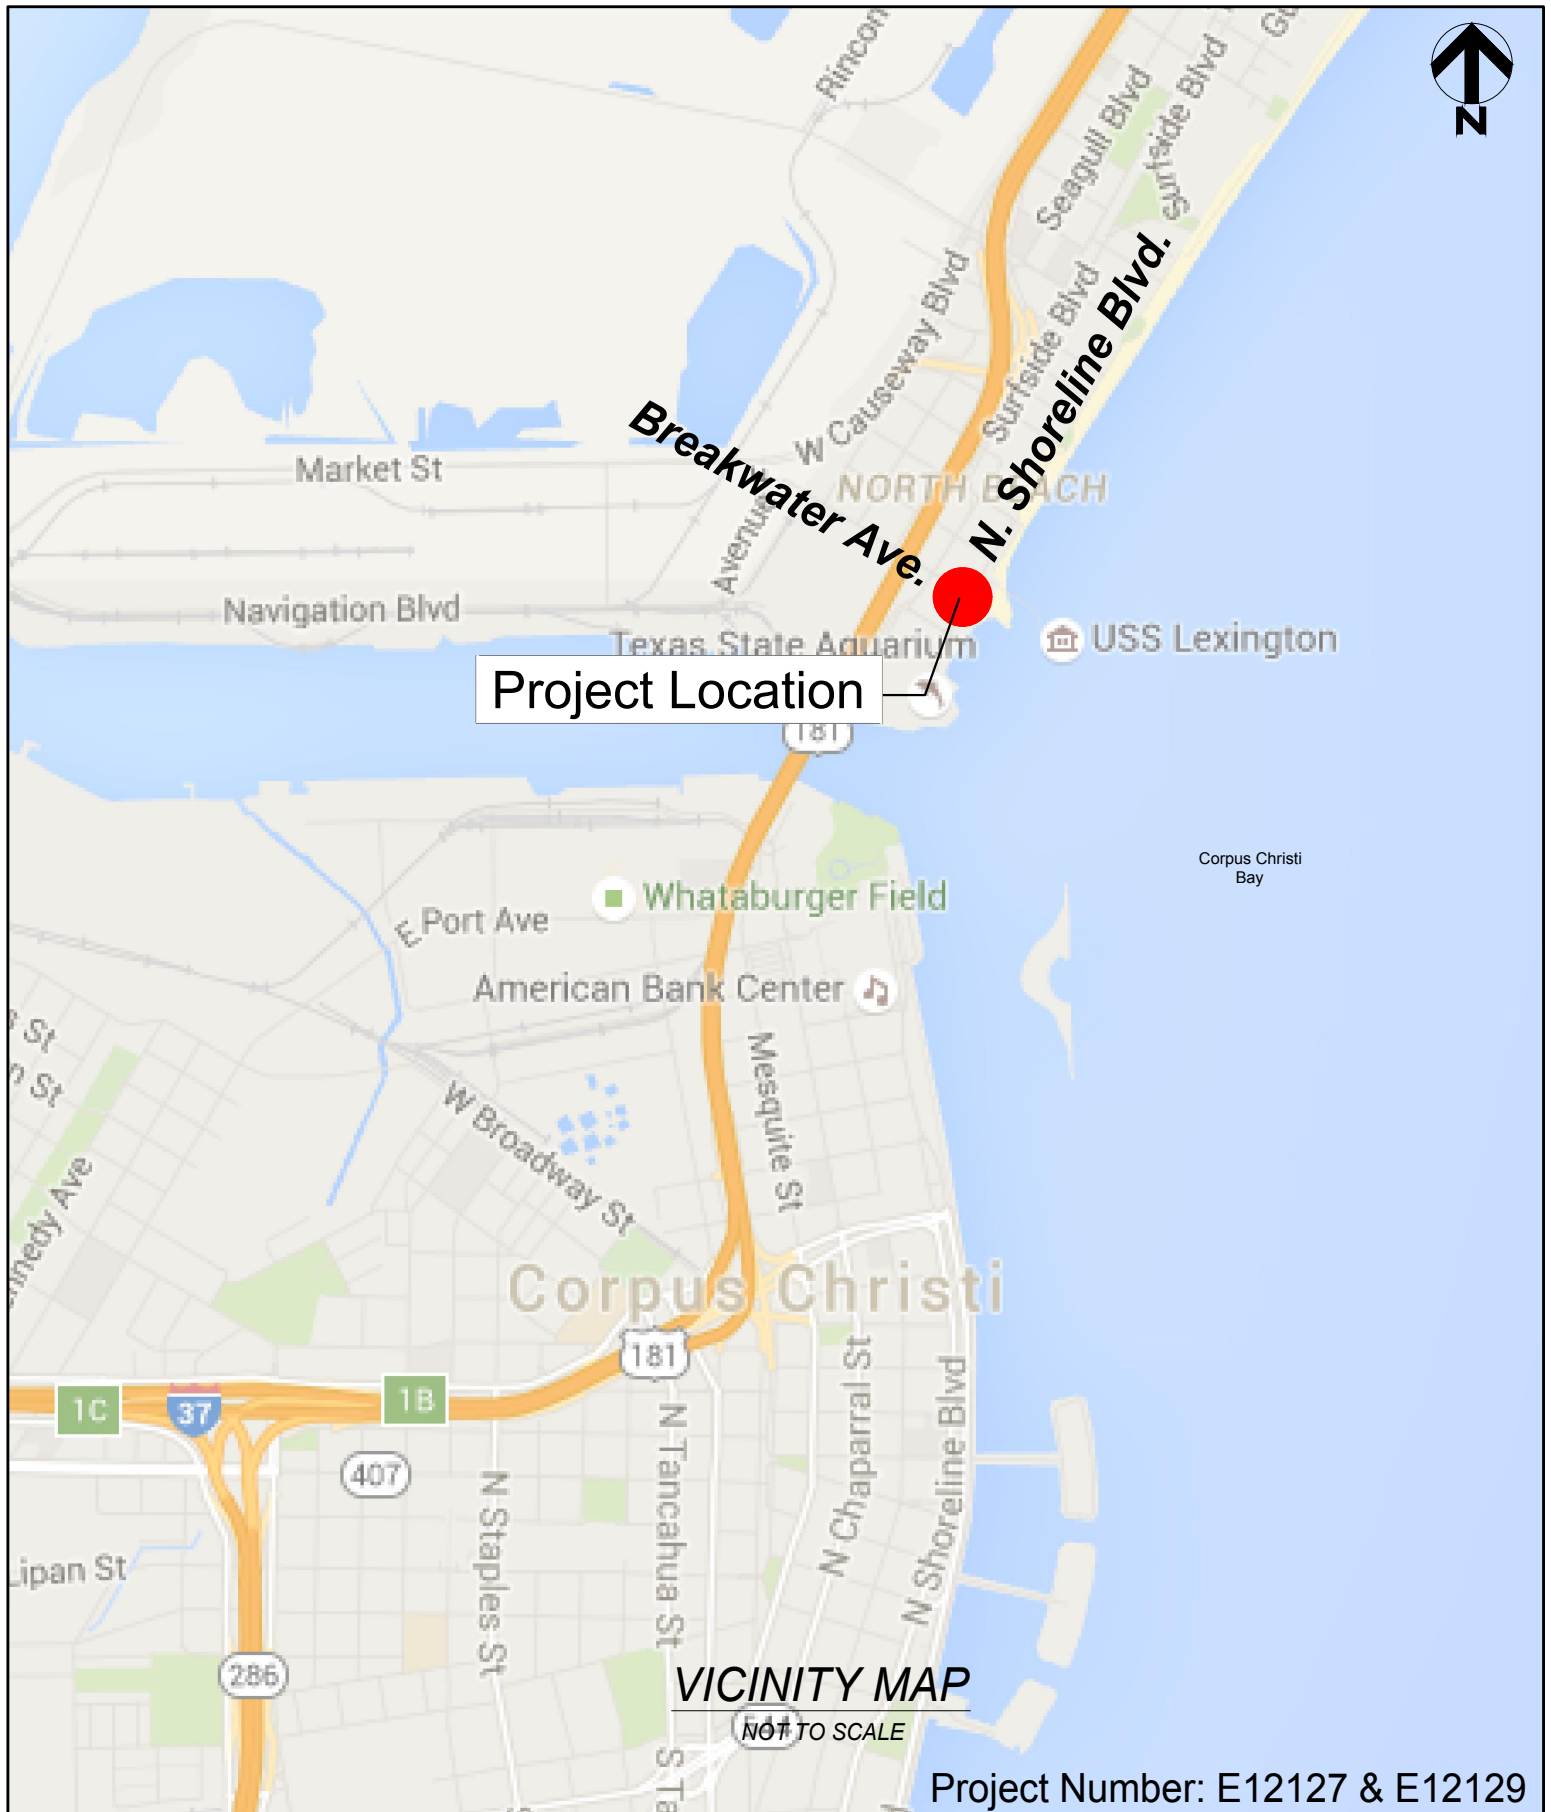 Rincon
N
Seagull Blvd
Surfside Blvd
N. Shoreline Blvd.
W Causeway Blvd
Surfside Blvd
Breakwater Ave.
Market St
NORTH BEACH
Avenue
Navigation Blvd
Texas State Aquarium
USS Lexington
Project Location
181
Corpus Christi
Bay
Whataburger Field
E Port Ave
American Bank Center
St
St
Mesquite St
W Broadway St
Corpus Christi
181
1C
37
1B
407
N Staples St
N Tancahua St
N Chaparral St
N Shoreline Blvd
Lipan St
286
VICINITY MAP
544
NOT TO SCALE
Project Number: E12127 & E12129